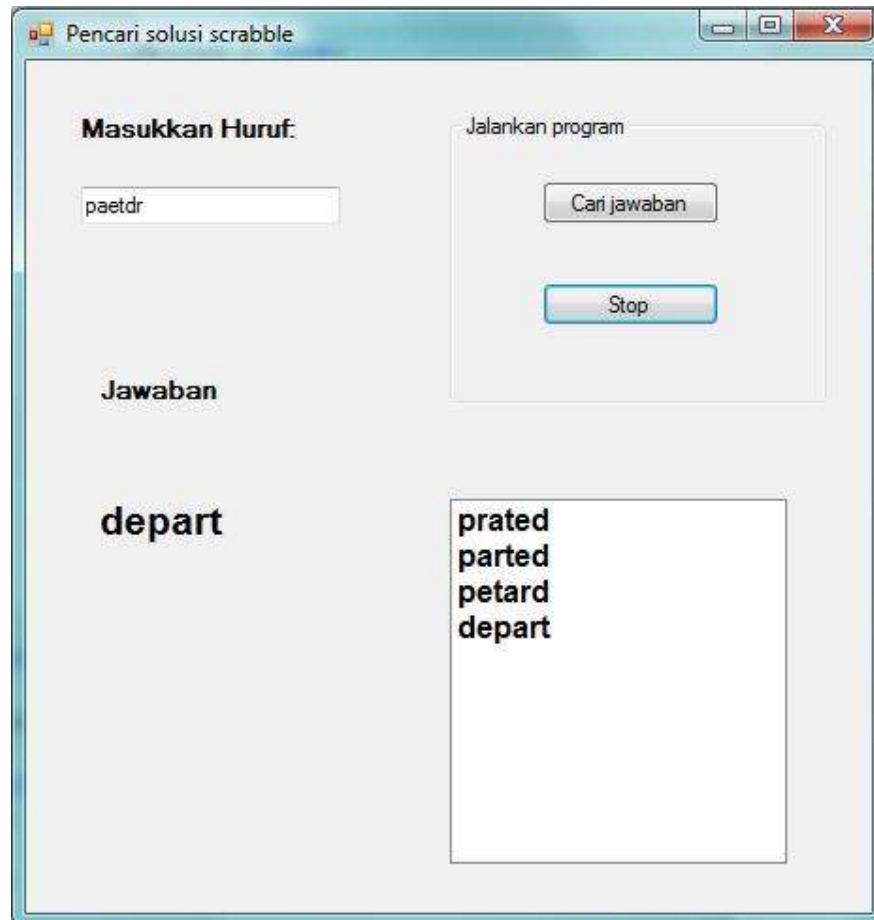 Pencari solusi scrabble
Masukkan Huruf:
paetdr
Jalankan program
Cari jawaban
Stop
Jawaban
depart
prated
parted
petard
depart